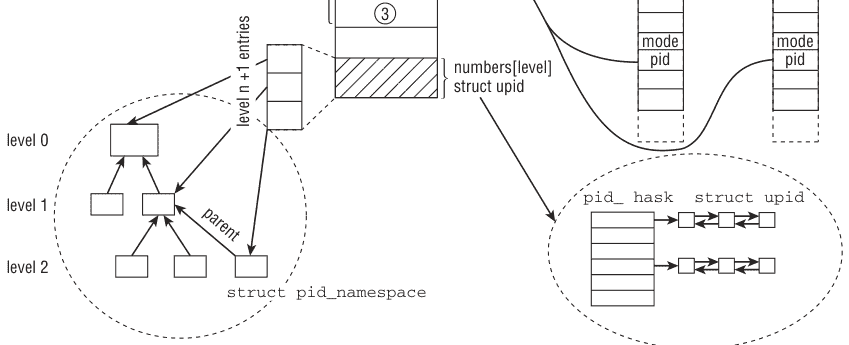 3
level n +1 entries
numbers[level]
struct upid
mode
pid
mode
pid
level 0
level 1
level 2
parent
struct pid_namespace
pid_ hask struct upid